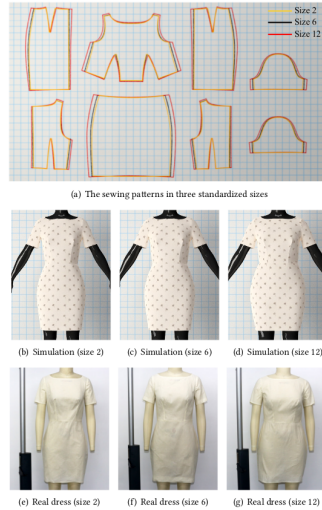 Size 2
Size 6
Size 12
(a) The sewing patterns in three standardized sizes
(b) Simulation (size 2)
(c) Simulation (size 6)
(d) Simulation (size 12)
(e) Real dress (size 2)
(f) Real dress (size 6)
(g) Real dress (size 12)